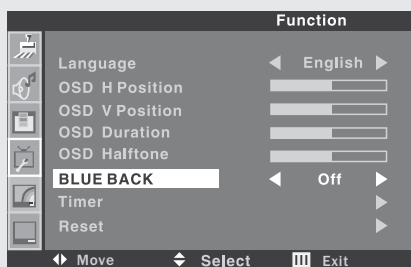 Function
Language English
OSD H Position
OSD V Position
OSD Duration
OSD Halftone
BLUE BACK Off
Timer
Reset
Move Select Exit